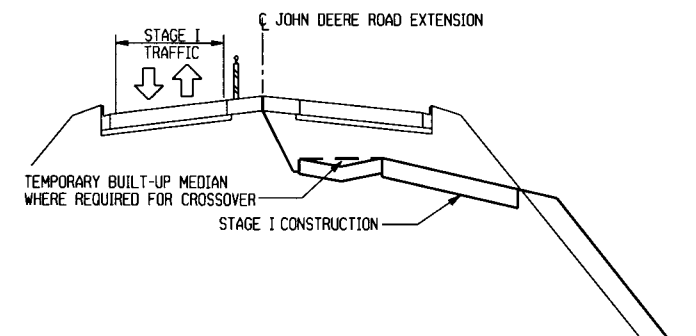 ℄ JOHN DEERE ROAD EXTENSION
STAGE I
TRAFFIC
TEMPORARY BUILT-UP MEDIAN
WHERE REQUIRED FOR CROSSOVER
STAGE I CONSTRUCTION